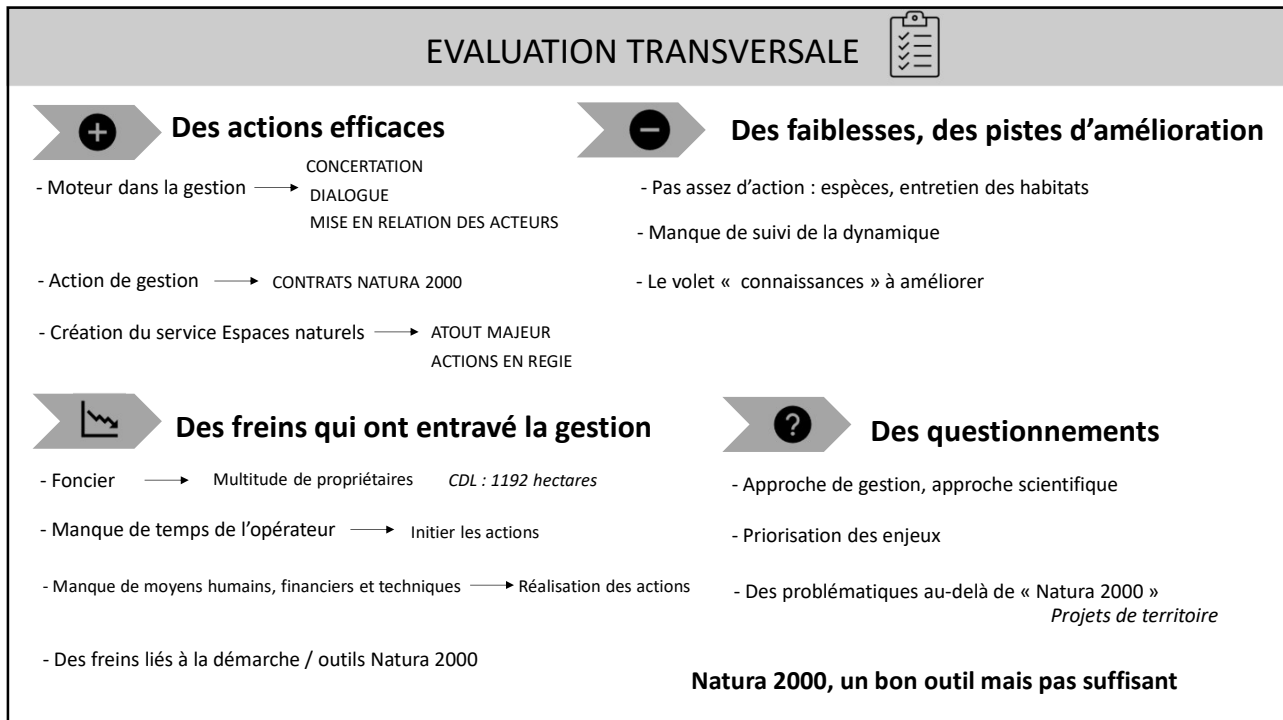 EVALUATION TRANSVERSALE
Des actions efficaces
- Moteur dans la gestion
CONCERTATION
DIALOGUE
MISE EN RELATION DES ACTEURS
- Action de gestion
CONTRATS NATURA 2000
- Création du service Espaces naturels
ATOUT MAJEUR
ACTIONS EN REGIE
Des faiblesses, des pistes d’amélioration
- Pas assez d’action : espèces, entretien des habitats
- Manque de suivi de la dynamique
- Le volet « connaissances » à améliorer
Des freins qui ont entravé la gestion
- Foncier
Multitude de propriétaires
CDL : 1192 hectares
- Manque de temps de l’opérateur
Initier les actions
- Manque de moyens humains, financiers et techniques
Réalisation des actions
- Des freins liés à la démarche / outils Natura 2000
Des questionnements
- Approche de gestion, approche scientifique
- Priorisation des enjeux
- Des problématiques au-delà de « Natura 2000 »
Projets de territoire
Natura 2000, un bon outil mais pas suffisant